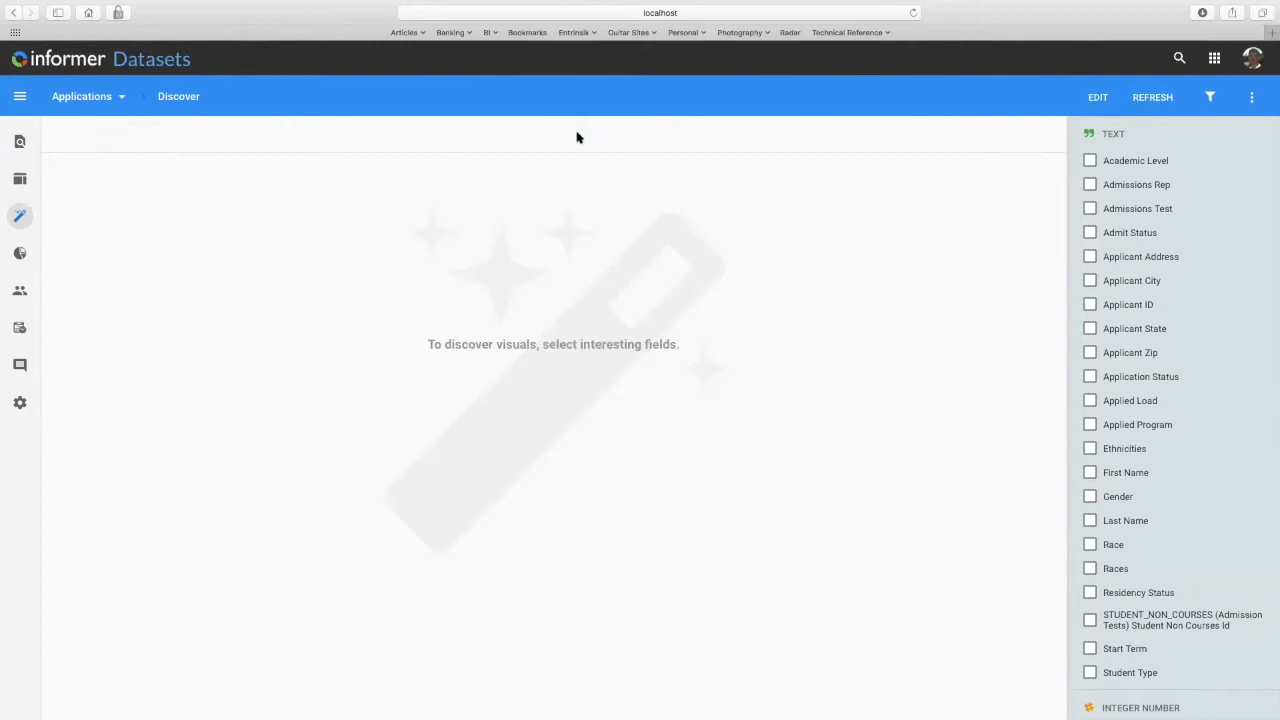 localhost
Articles Banking BI Bookmarks Entrinsik Guitar Sites Personal Photography Radar Technical Reference
informer Datasets
Applications Discover EDIT REFRESH
TEXT
Academic Level
Admissions Rep
Admissions Test
Admit Status
Applicant Address
Applicant City
Applicant ID
Applicant State
To discover visuals, select interesting fields.
Applicant Zip
Application Status
Applied Load
Applied Program
Ethnicities
First Name
Gender
Last Name
Race
Races
Residency Status
STUDENT_NON_COURSES (Admission
Tests) Student Non Courses Id
Start Term
Student Type
INTEGER NUMBER